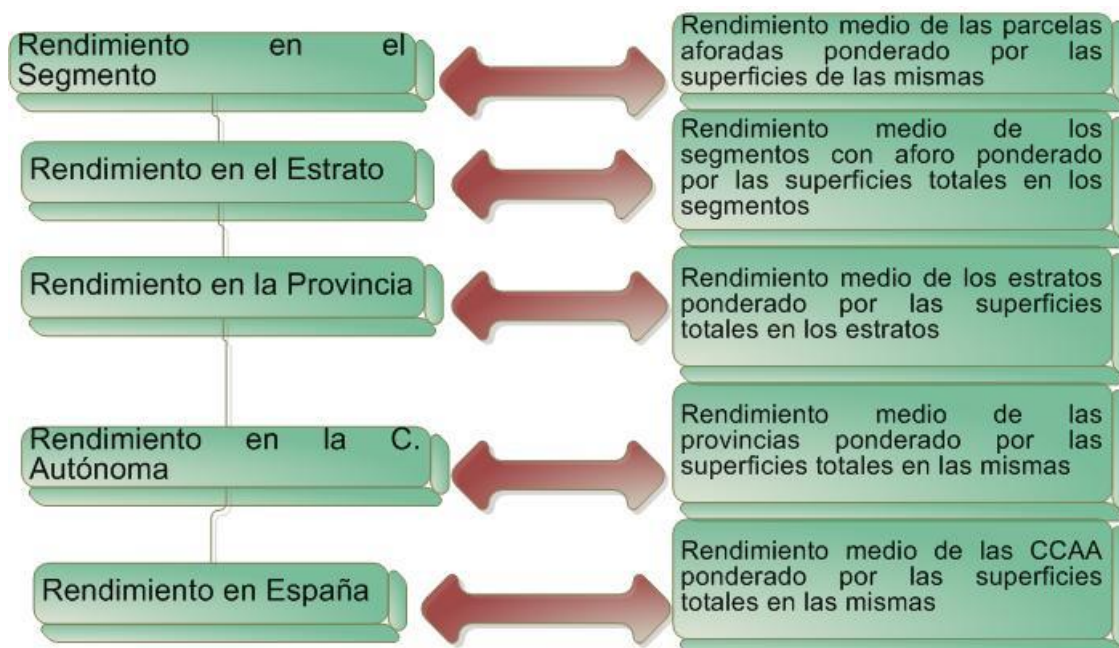 Rendimiento en el
Segmento
Rendimiento medio de las parcelas
aforadas ponderado por las
superficies de las mismas
Rendimiento en el Estrato
Rendimiento medio de los
segmentos con aforo ponderado
por las superficies totales en los
segmentos
Rendimiento en la Provincia
Rendimiento medio de los estratos
ponderado por las superficies
totales en los estratos
Rendimiento en la C.
Autónoma
Rendimiento medio de las
provincias ponderado por las
superficies totales en las mismas
Rendimiento en España
Rendimiento medio de las CCAA
ponderado por las superficies
totales en las mismas